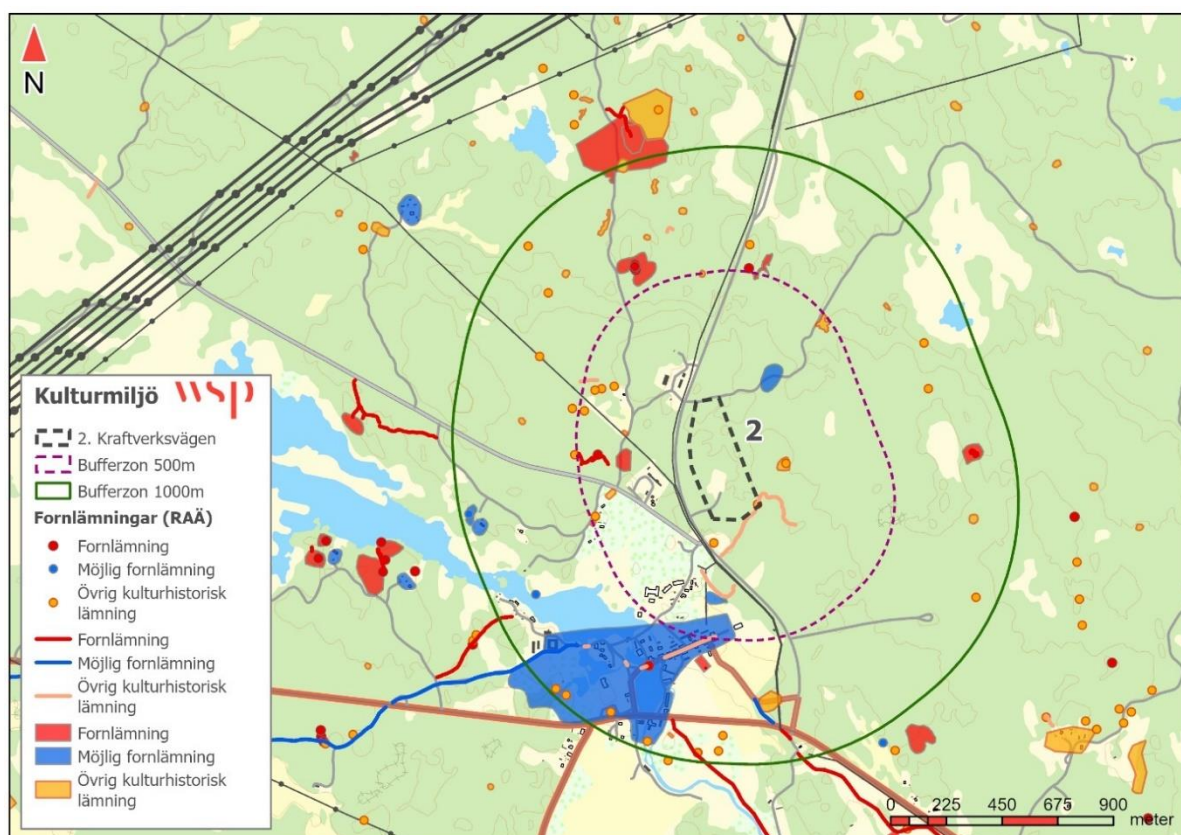 N
2
Kulturmiljö wsp
2. Kraftverksvägen
Bufferzon 500m
Bufferzon 1000m
Fornlämningar (RAÄ)
Fornlämning
Möjlig fornlämning
Övrig kulturhistorisk
lämning
Fornlämning
Möjlig fornlämning
Övrig kulturhistorisk
lämning
Fornlämning
Möjlig fornlämning
Övrig kulturhistorisk
lämning
0 225 450 675 900
meter